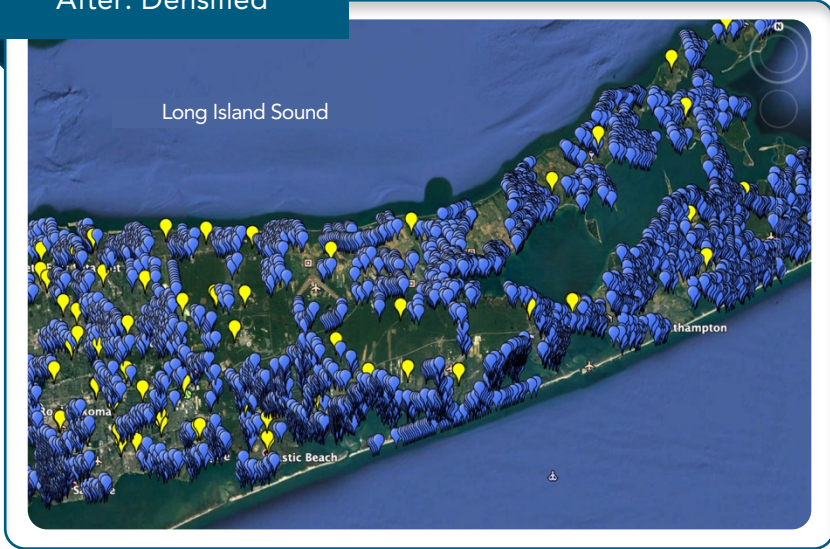 After: Densified
N
Long Island Sound
thampton
stic Beach